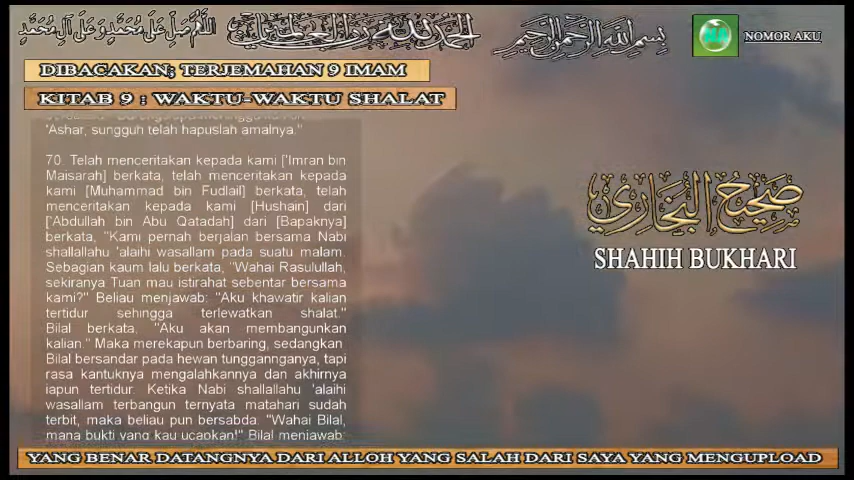 اللهم صل على محمد وعلى آل محمد
الحمد لله رب العالمين
بسم الله الرحمن الرحيم
NOMOR AKU
DIBACAKAN; TERJEMAHAN 9 IMAM
KITAB 9 : WAKTU-WAKTU SHALAT
'Ashar, sungguh telah hapuslah amalnya."
70. Telah menceritakan kepada kami ['Imran bin
Maisarah] berkata, telah menceritakan kepada
kami [Muhammad bin Fudlail] berkata, telah
menceritakan kepada kami [Hushain] dari
['Abdullah bin Abu Qatadah] dari [Bapaknya]
berkata, "Kami pernah berjalan bersama Nabi
shallallahu 'alaihi wasallam pada suatu malam.
Sebagian kaum lalu berkata, "Wahai Rasulullah,
sekiranya Tuan mau istirahat sebentar bersama
kami?" Beliau menjawab: "Aku khawatir kalian
tertidur sehingga terlewatkan shalat."
Bilal berkata, "Aku akan membangunkan
kalian." Maka merekapun berbaring, sedangkan
Bilal bersandar pada hewan tunggannganya, tapi
rasa kantuknya mengalahkannya dan akhirnya
iapun tertidur. Ketika Nabi shallallahu 'alaihi
wasallam terbangun ternyata matahari sudah
terbit, maka beliau pun bersabda: "Wahai Bilal,
mana bukti yang kau ucapkan!" Bilal menjawab:
صحيح البخاري
SHAHIH BUKHARI
YANG BENAR DATANGNYA DARI ALLOH YANG SALAH DARI SAYA YANG MENGUPLOAD